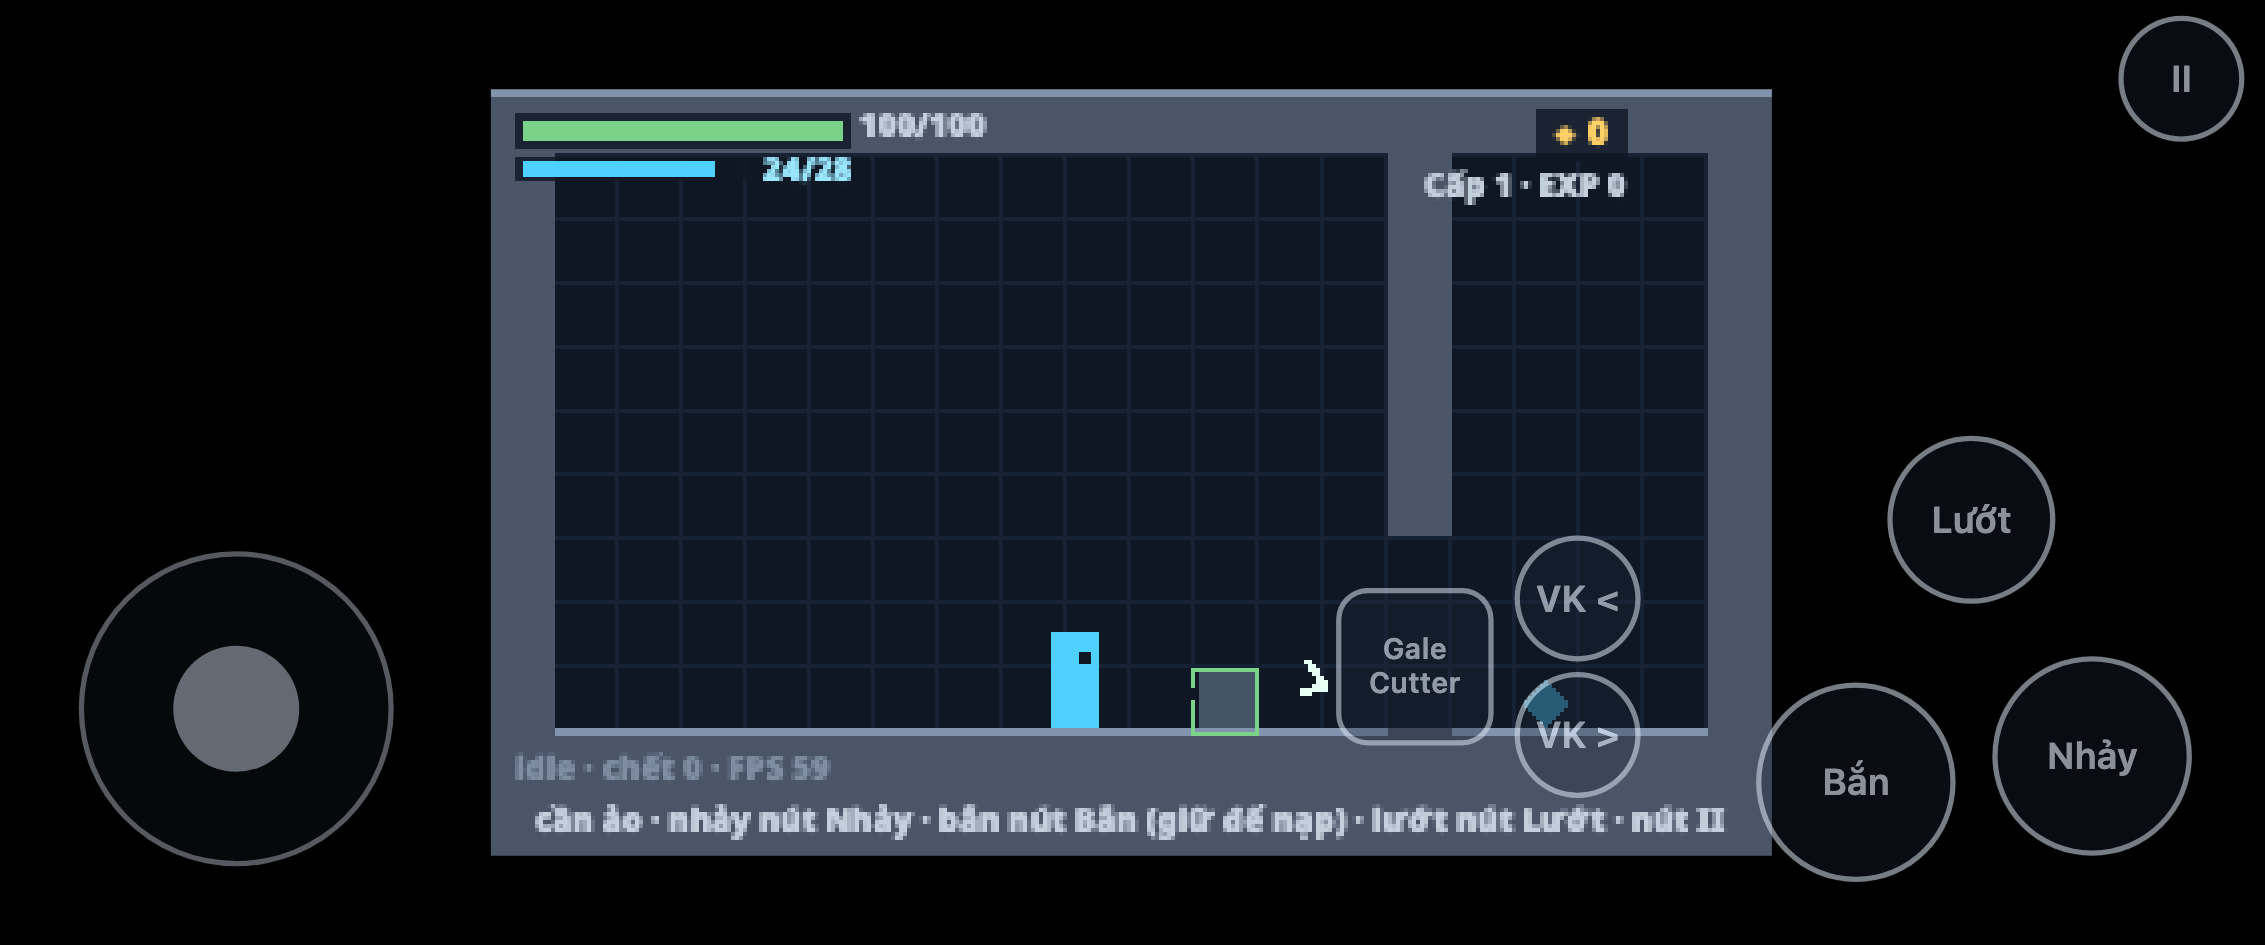 II
100/100
0
24/28
Cấp 1 · EXP 0
Lướt
VK <
Gale
Cutter
VK >
Nhảy
Bắn
Idle · chết 0 · FPS 59
cần ảo · nhảy nút Nhảy · bắn nút Bắn (giữ để nạp) · lướt nút Lướt · nút II